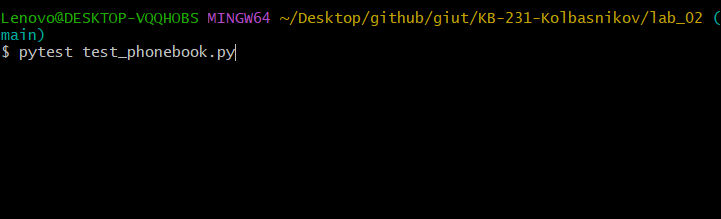 Lenovo@DESKTOP-VQQHOBS MINGW64 ~/Desktop/github/giut/KB-231-Kolbasnikov/lab_02 (
main)
$ pytest test_phonebook.py